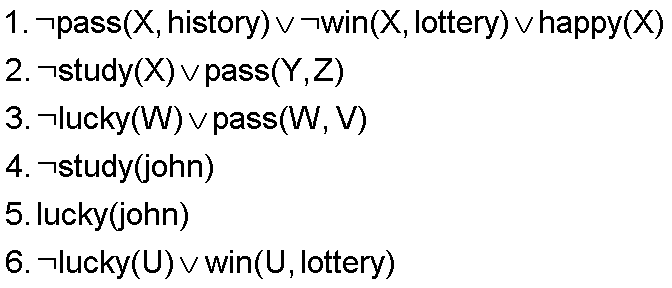 1. ¬pass(X, history) ∨ ¬win(X, lottery) ∨ happy(X)
2. ¬study(X) ∨ pass(Y, Z)
3. ¬lucky(W) ∨ pass(W, V)
4. ¬study(john)
5. lucky(john)
6. ¬lucky(U) ∨ win(U, lottery)